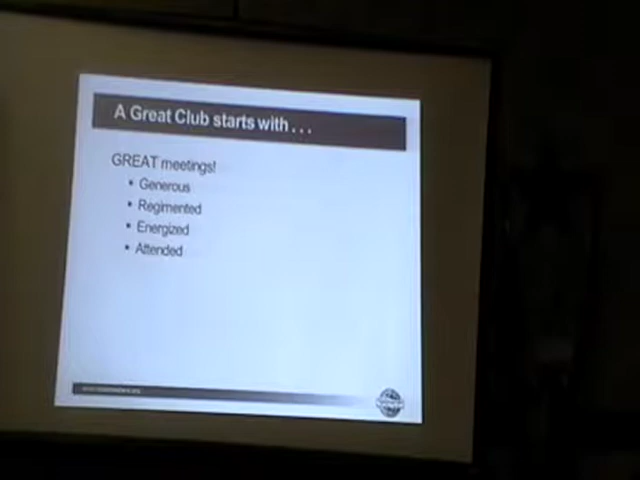 A Great Club starts with . . .
GREAT meetings!
• Generous
• Regimented
• Energized
• Attended